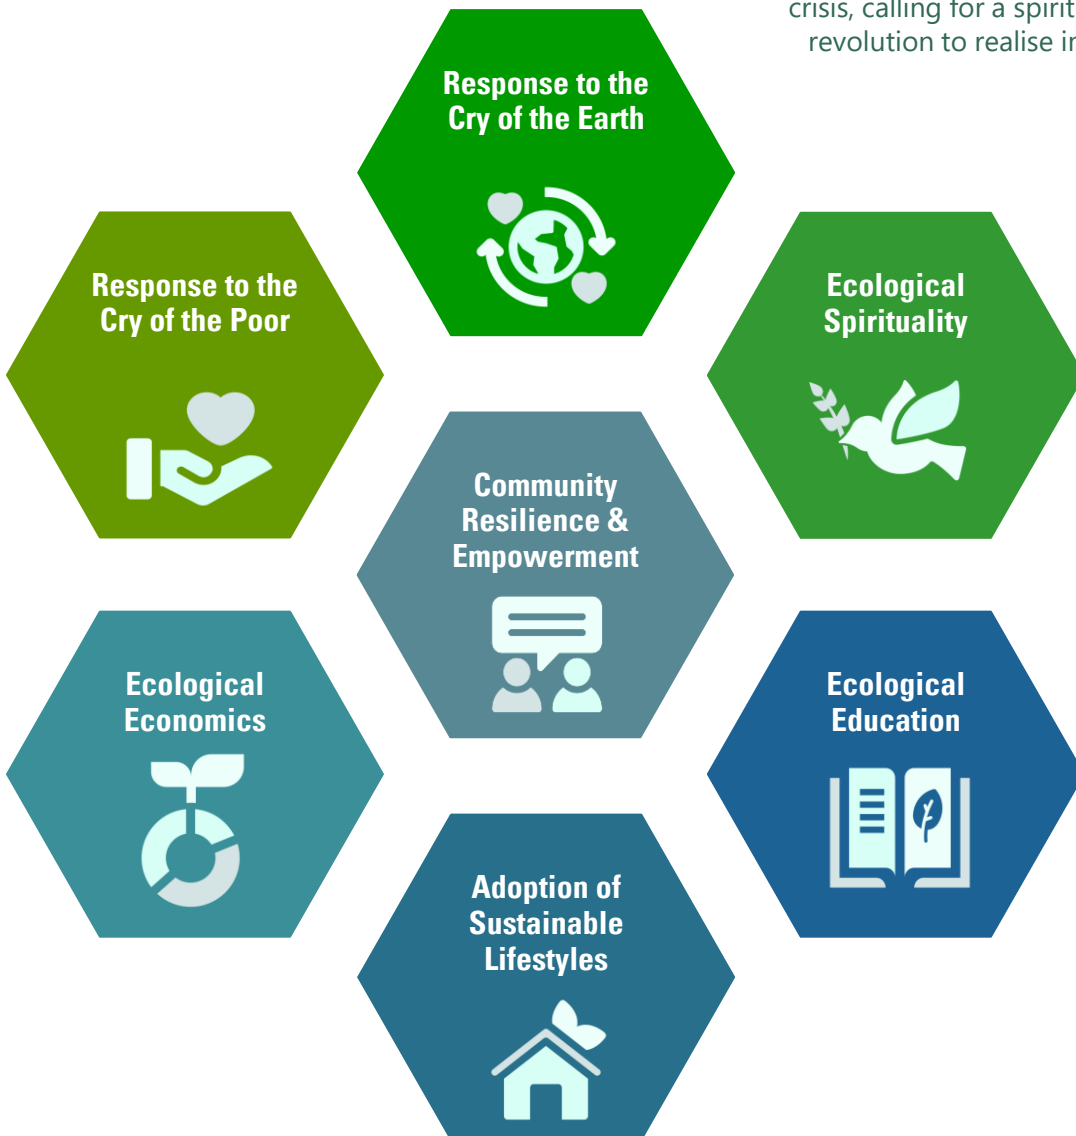 crisis, calling for a
revolution to realise
Response to the
Cry of the Earth
Response to the
Cry of the Poor
Ecological
Spirituality
Community
Resilience &
Empowerment
Ecological
Economics
Ecological
Education
Adoption of
Sustainable
Lifestyles